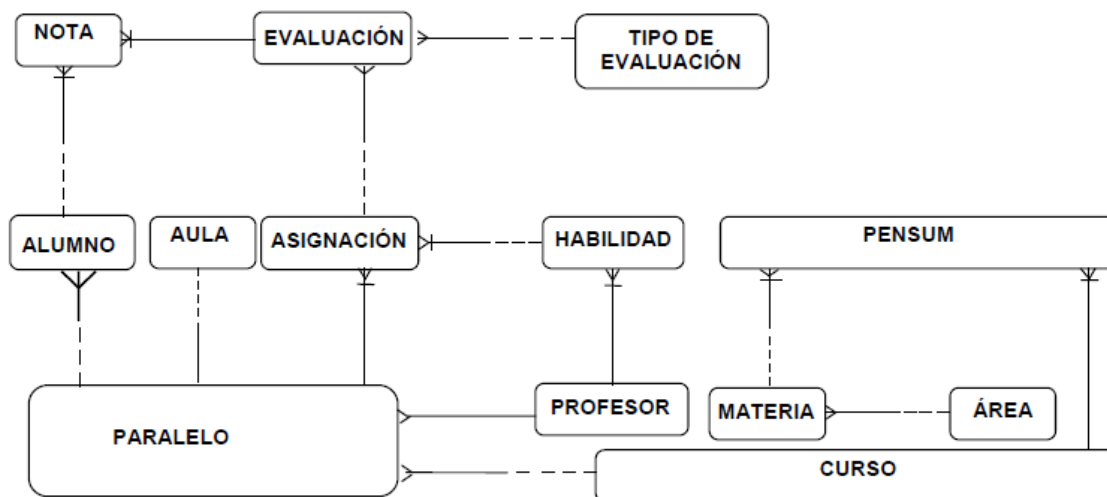 NOTA
EVALUACIÓN
TIPO DE
EVALUACIÓN
ALUMNO
AULA
ASIGNACIÓN
HABILIDAD
PENSUM
PARALELO
PROFESOR
MATERIA
ÁREA
CURSO